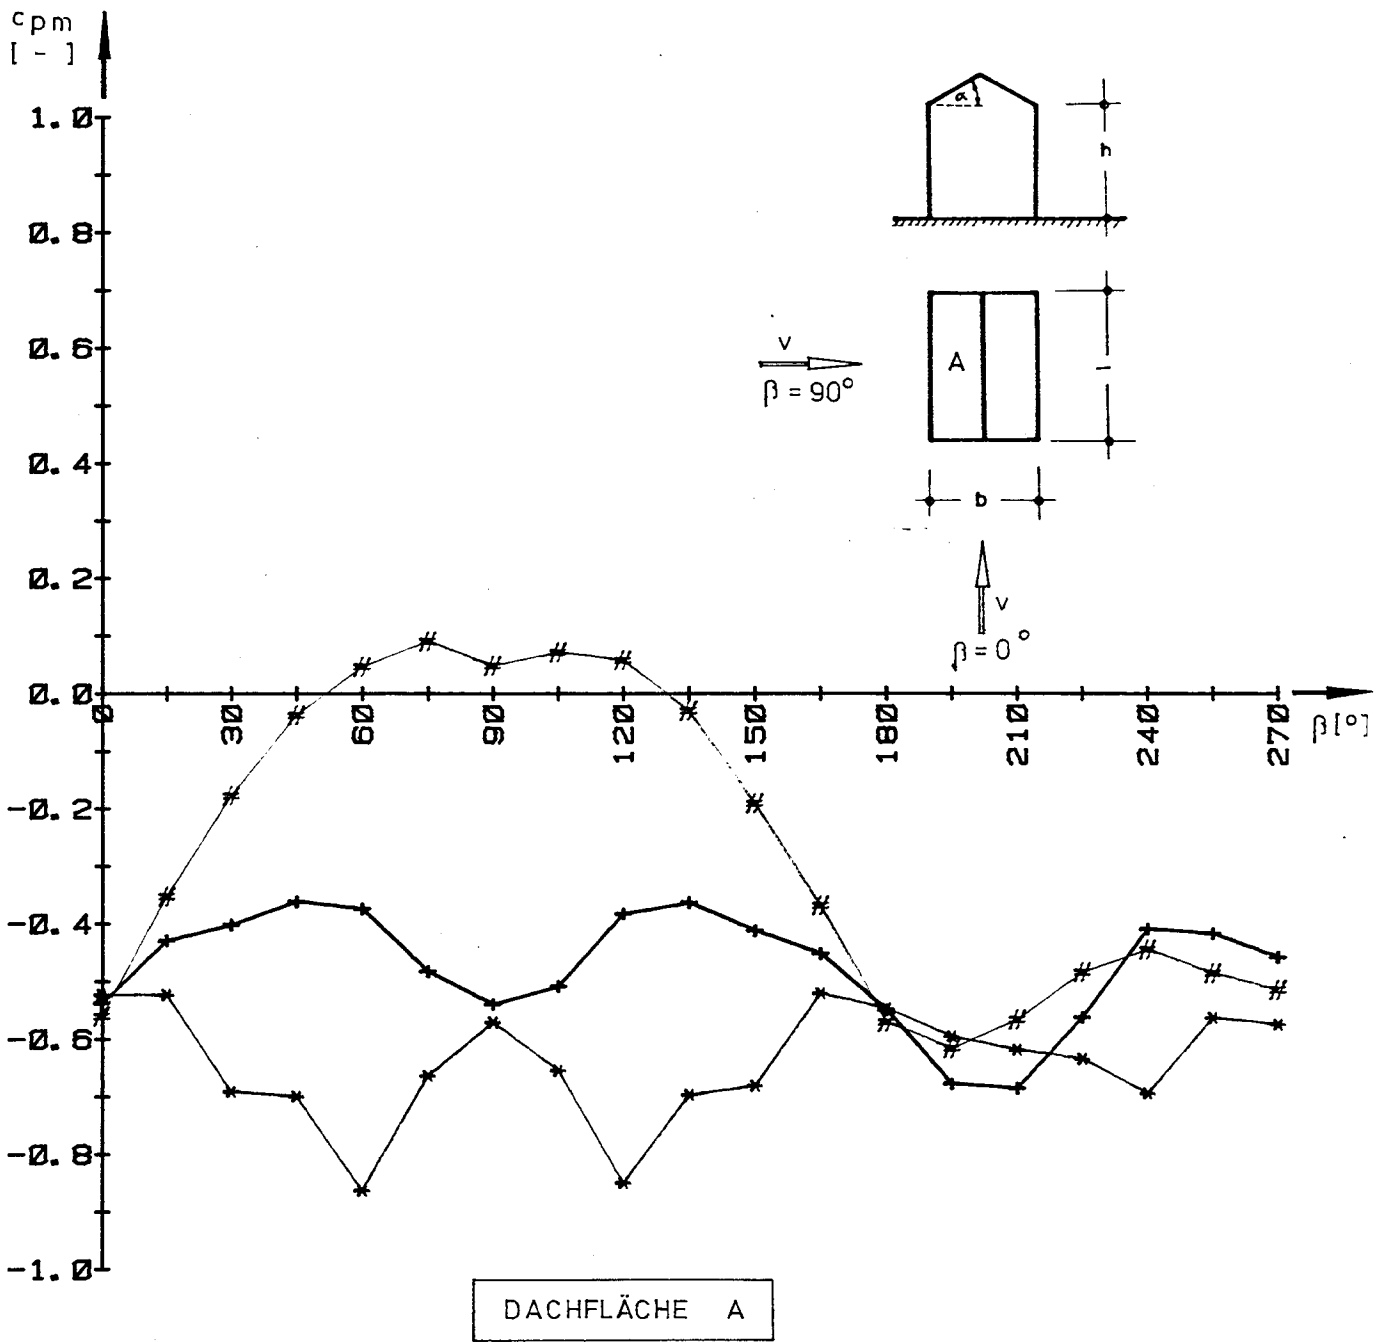 cpm
[ - ]
1.0
0.8
0.6
0.4
0.2
0.0
-0.2
-0.4
-0.6
-0.8
-1.0
0 30 60 90 120 150 180 210 240 270
β[°]
α
h
v
β = 90°
A
l
b
v
β = 0°
DACHFLÄCHE A